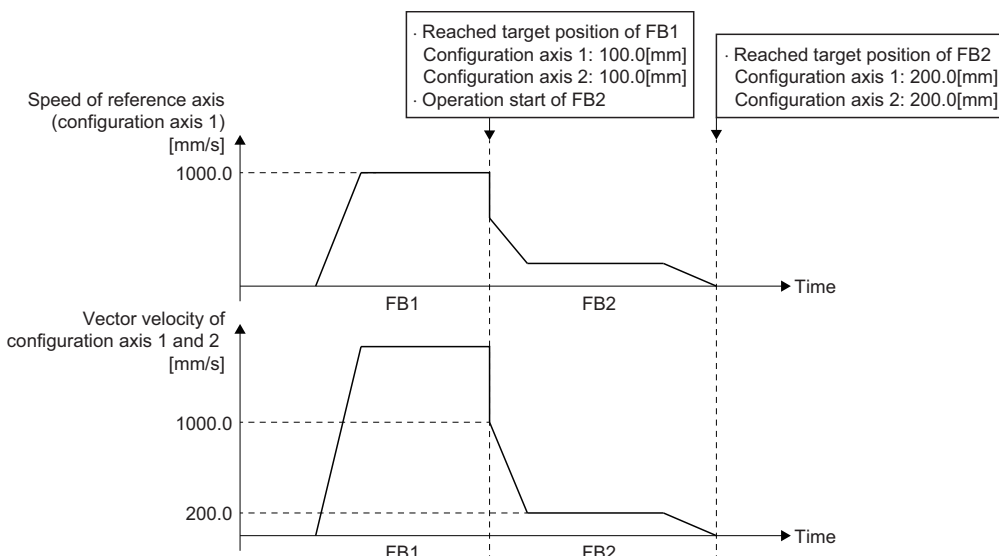 · Reached target position of FB1
Configuration axis 1: 100.0[mm]
Configuration axis 2: 100.0[mm]
· Operation start of FB2
· Reached target position of FB2
Configuration axis 1: 200.0[mm]
Configuration axis 2: 200.0[mm]
Speed of reference axis
(configuration axis 1)
[mm/s]
1000.0
Time
FB1
FB2
Vector velocity of
configuration axis 1 and 2
[mm/s]
1000.0
200.0
Time
FB1
FB2